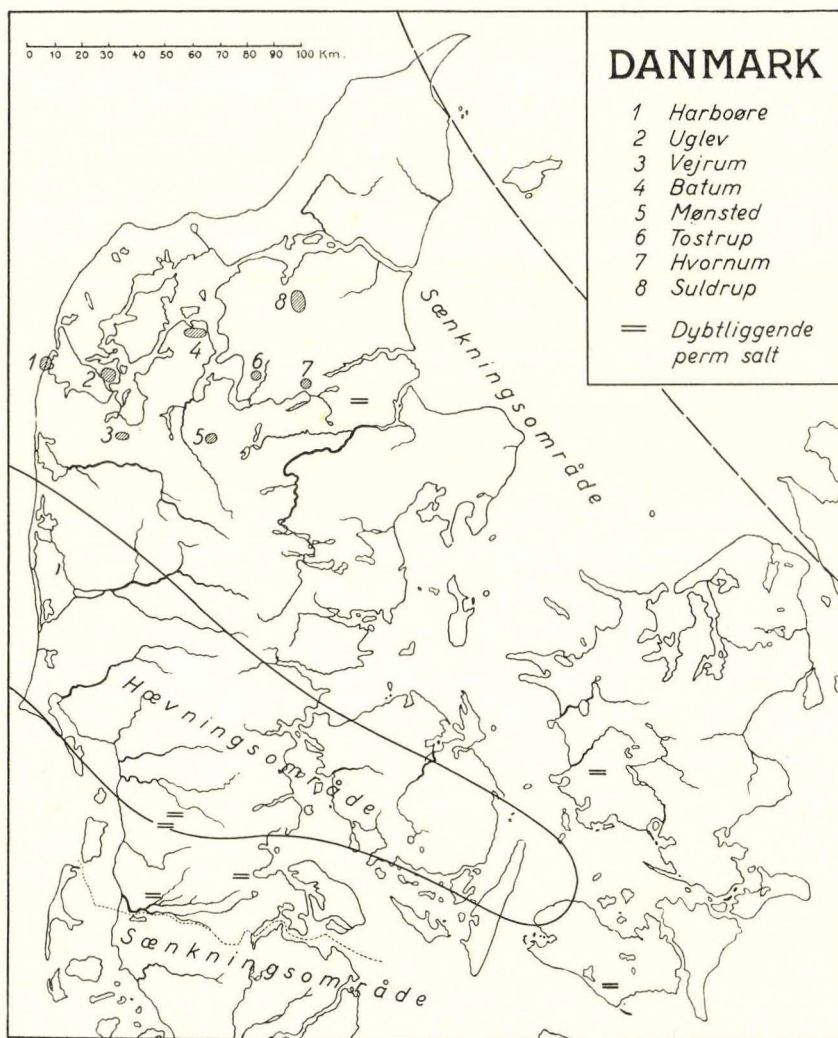 0 10 20 30 40 50 60 70 80 90 100 Km.
DANMARK
1 Harboøre
2 Uglev
3 Vejrum
4 Batum
5 Mønsted
6 Tostrup
7 Hvornum
8 Suldrup
= Dybtliggende
perm salt
8
4
1
2
6
7
3
5
Sænkningsområde
Hævningsområde
Sænkningsområde